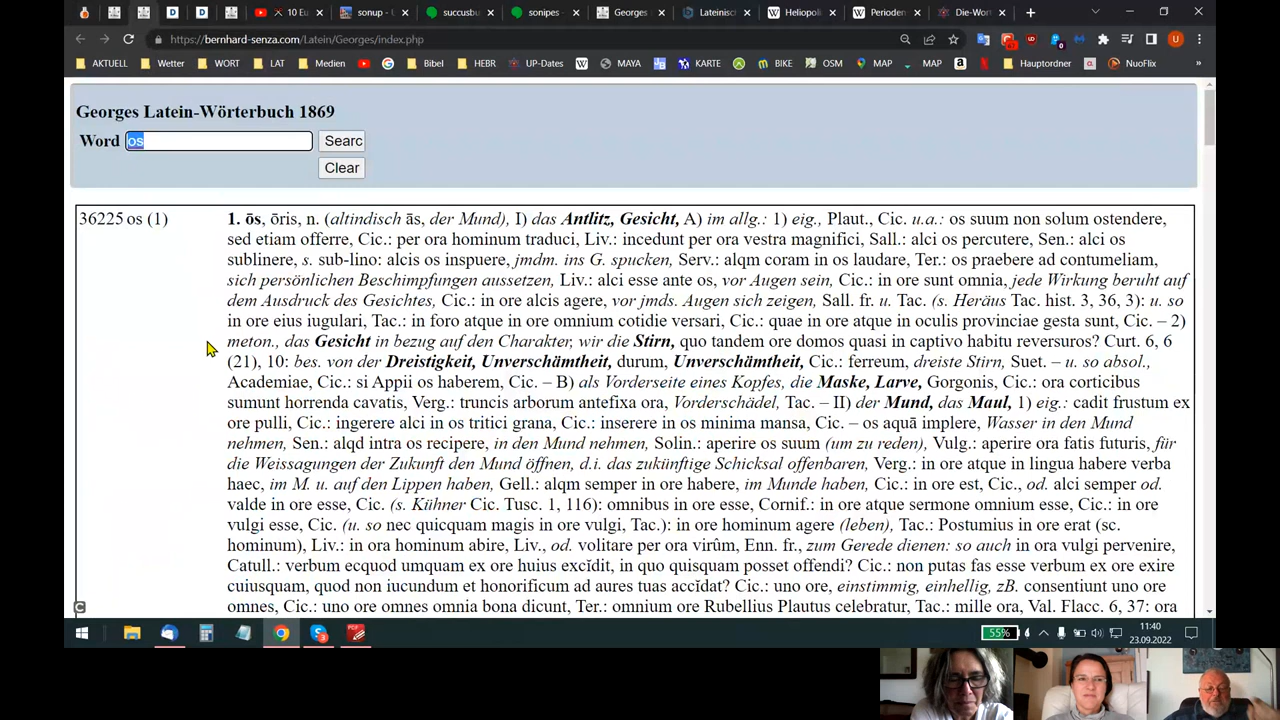 10 Eu
sonup - L
succusbu
sonipes -
Georges
Lateinisc
Heliopol
Perioden
Die-Wor
https://bernhard-senza.com/Latein/Georges/index.php
AKTUELL Wetter WORT LAT Medien Bibel HEBR UP-Dates MAYA KARTE BIKE OSM MAP MAP Hauptordner NuoFlix »
Georges Latein-Wörterbuch 1869
Word os Searc
Clear
36225 os (1)
1. ōs, ōris, n. (altindisch ās, der Mund), I) das Antlitz, Gesicht, A) im allg.: 1) eig., Plaut., Cic. u.a.: os suum non solum ostendere,
sed etiam offerre, Cic.: per ora hominum traduci, Liv.: incedunt per ora vestra magnifici, Sall.: alci os percutere, Sen.: alci os
sublinere, s. sub-lino: alcis os inspuere, jmdm. ins G. spucken, Serv.: alqm coram in os laudare, Ter.: os praebere ad contumeliam,
sich persönlichen Beschimpfungen aussetzen, Liv.: alci esse ante os, vor Augen sein, Cic.: in ore sunt omnia, jede Wirkung beruht auf
dem Ausdruck des Gesichtes, Cic.: in ore alcis agere, vor jmds. Augen sich zeigen, Sall. fr. u. Tac. (s. Heräus Tac. hist. 3, 36, 3): u. so
in ore eius iugulari, Tac.: in foro atque in ore omnium cotidie versari, Cic.: quae in ore atque in oculis provinciae gesta sunt, Cic. – 2)
meton., das Gesicht in bezug auf den Charakter, wir die Stirn, quo tandem ore domos quasi in captivo habitu reversuros? Curt. 6, 6
(21), 10: bes. von der Dreistigkeit, Unverschämtheit, durum, Unverschämtheit, Cic.: ferreum, dreiste Stirn, Suet. – u. so absol.,
Academiae, Cic.: si Appii os haberem, Cic. – B) als Vorderseite eines Kopfes, die Maske, Larve, Gorgonis, Cic.: ora corticibus
sumunt horrenda cavatis, Verg.: truncis arborum antefixa ora, Vorderschädel, Tac. – II) der Mund, das Maul, 1) eig.: cadit frustum ex
ore pulli, Cic.: ingerere alci in os tritici grana, Cic.: inserere in os minima mansa, Cic. – os aquā implere, Wasser in den Mund
nehmen, Sen.: alqd intra os recipere, in den Mund nehmen, Solin.: aperire os suum (um zu reden), Vulg.: aperire ora fatis futuris, für
die Weissagungen der Zukunft den Mund öffnen, d.i. das zukünftige Schicksal offenbaren, Verg.: in ore atque in lingua habere verba
haec, im M. u. auf den Lippen haben, Gell.: alqm semper in ore habere, im Munde haben, Cic.: in ore est, Cic., od. alci semper od.
valde in ore esse, Cic. (s. Kühner Cic. Tusc. 1, 116): omnibus in ore esse, Cornif.: in ore atque sermone omnium esse, Cic.: in ore
vulgi esse, Cic. (u. so nec quicquam magis in ore vulgi, Tac.): in ore hominum agere (leben), Tac.: Postumius in ore erat (sc.
hominum), Liv.: in ora hominum abire, Liv., od. volitare per ora virûm, Enn. fr., zum Gerede dienen: so auch in ora vulgi pervenire,
Catull.: verbum ecquod umquam ex ore huius excĭdit, in quo quisquam posset offendi? Cic.: non putas fas esse verbum ex ore exire
cuiusquam, quod non iucundum et honorificum ad aures tuas accĭdat? Cic.: uno ore, einstimmig, einhellig, zB. consentiunt uno ore
omnes, Cic.: uno ore omnes omnia bona dicunt, Ter.: omnium ore Rubellius Plautus celebratur, Tac.: mille ora, Val. Flacc. 6, 37: ora
55%
11:40
23.09.2022